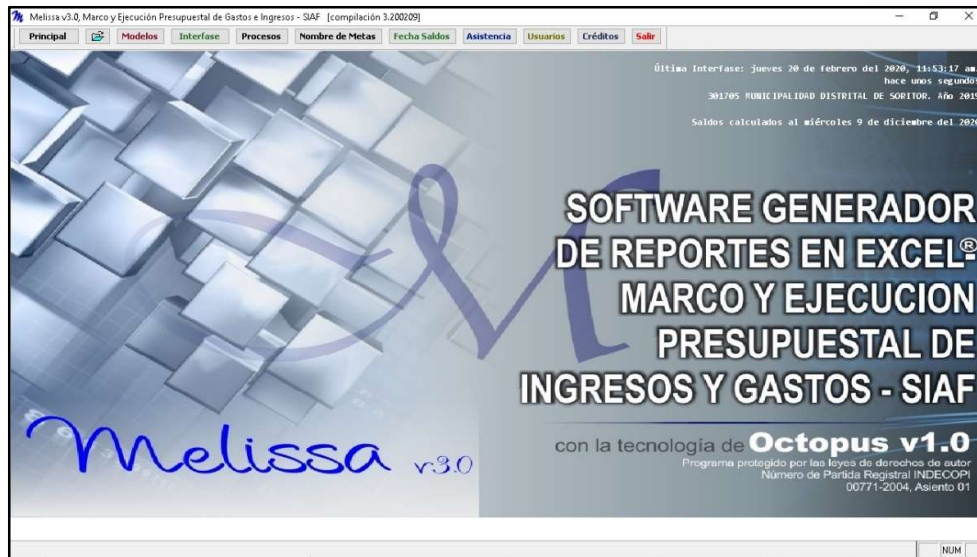 Melissa v3.0, Marco y Ejecución Presupuestal de Gastos e Ingresos - SIAF [compilación 3.200209]
Principal Modelos Interfase Procesos Nombre de Metas Fecha Saldos Asistencia Usuarios Créditos Salir
Última Interfase: jueves 20 de febrero del 2020, 11:53:17 am.
hace unos segundos
301705 MUNICIPALIDAD DISTRITAL DE SORITOR. Año 2019
Saldos calculados al miércoles 9 de diciembre del 2020
SOFTWARE GENERADOR
DE REPORTES EN EXCEL®
MARCO Y EJECUCION
PRESUPUESTAL DE
INGRESOS Y GASTOS - SIAF
Melissa v3.0
con la tecnología de Octopus v1.0
Programa protegido por las leyes de derechos de autor
Número de Partida Registral INDECOPI
00771-2004, Asiento 01
NUM